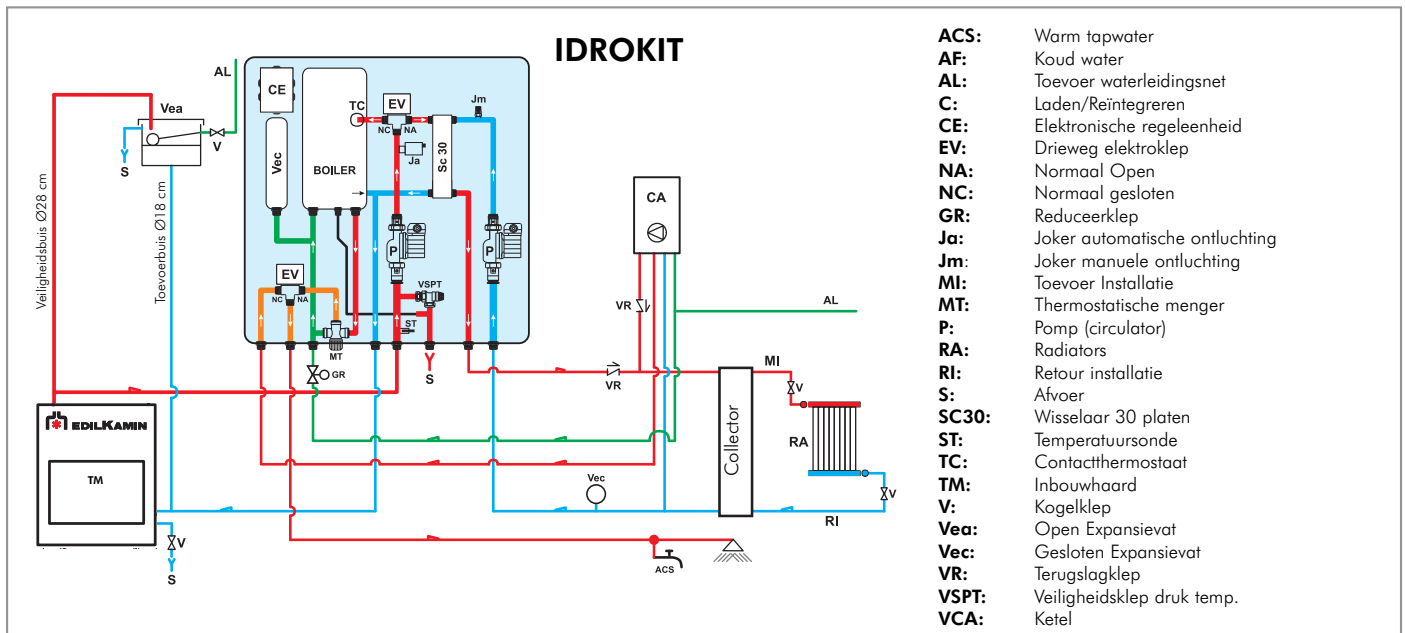 IDROKIT
AL
CE
Vea
V
S
Vec
BOILER
TC
EV
NC
NA
Ja
Jm
Sc 30
P
P
EV
NC
NA
MT
VSPT
ST
S
GR
Veiligheidsbuis Ø28 cm
Toevoerbuis Ø18 cm
EDILKAMIN
TM
V
S
CA
VR
VR
AL
MI
V
RA
V
RI
Collector
Vec
ACS
ACS: Warm tapwater
AF: Koud water
AL: Toevoer waterleidingsnet
C: Laden/Reïntegreren
CE: Elektronische regeleenheid
EV: Drieweg elektroklep
NA: Normaal Open
NC: Normaal gesloten
GR: Reduceerklep
Ja: Joker automatische ontluchting
Jm: Joker manuele ontluchting
MI: Toevoer Installatie
MT: Thermostatische menger
P: Pomp (circulator)
RA: Radiators
RI: Retour installatie
S: Afvoer
SC30: Wisselaar 30 platen
ST: Temperatuursonde
TC: Contactthermostaat
TM: Inbouwhaard
V: Kogelklep
Vea: Open Expansievat
Vec: Gesloten Expansievat
VR: Terugslagklep
VSPT: Veiligheidsklep druk temp.
VCA: Ketel